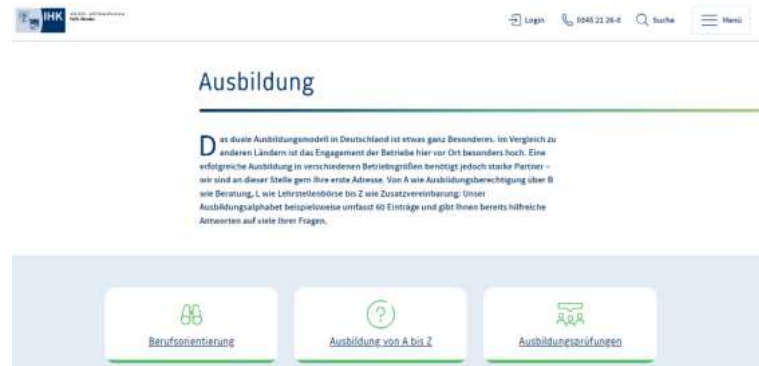 IHK
Login
Suche
Menü
Ausbildung
Das duale Ausbildungsmodell in Deutschland ist etwas ganz Besonderes. Im Vergleich zu
anderen Ländern ist das Engagement der Betriebe hier vor Ort besonders hoch. Eine
erfolgreiche Ausbildung in verschiedenen Betriebsgrößen benötigt jedoch starke Partner –
wir sind an dieser Stelle gern Ihre erste Adresse. Von A wie Ausbildungsberechtigung über B
wie Beratung, L wie Lehrstellenbörse bis Z wie Zusatzvereinbarung: Unser
Ausbildungsalphabet beispielsweise umfasst 60 Einträge und gibt Ihnen bereits hilfreiche
Antworten auf viele Ihrer Fragen.
Berufsorientierung
Ausbildung von A bis Z
Ausbildungsprüfungen